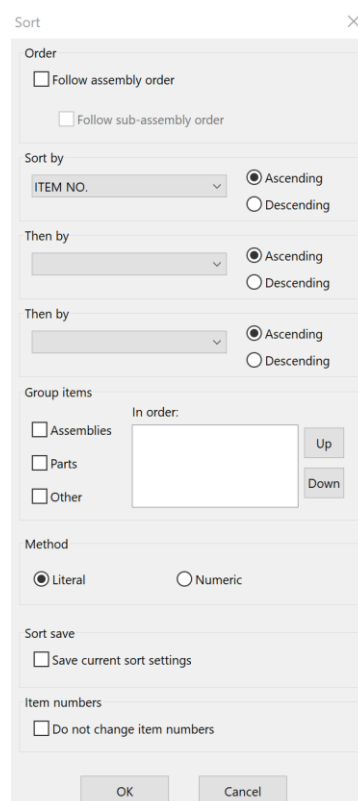 Sort
Order
Follow assembly order
Follow sub-assembly order
Sort by
ITEM NO.
Ascending
Descending
Then by
Ascending
Descending
Then by
Ascending
Descending
Group items
In order:
Assemblies
Parts
Other
Up
Down
Method
Literal
Numeric
Sort save
Save current sort settings
Item numbers
Do not change item numbers
OK
Cancel